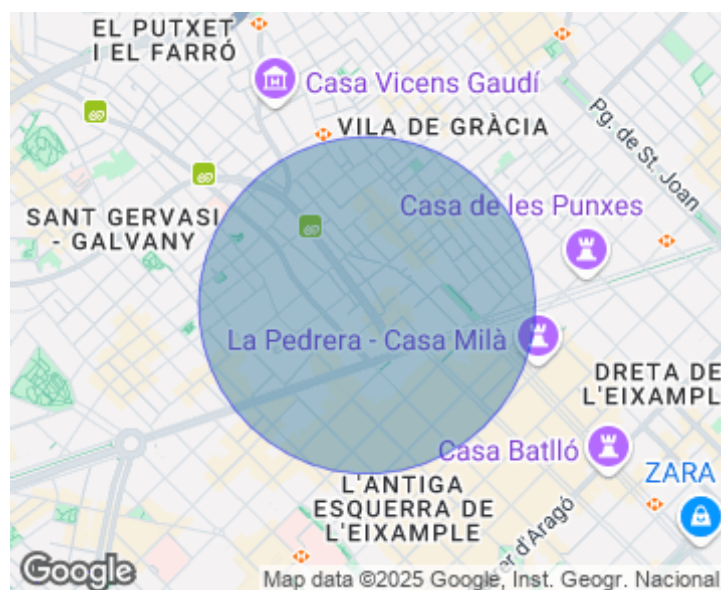 EL PUTXET
I EL FARRÓ
Casa Vicens Gaudí
VILA DE GRÀCIA
Pg. de St. Joan
SANT GERVASI
- GALVANY
Casa de les Punxes
La Pedrera - Casa Milà
DRETA DE
L'EIXAMPL
Casa Batlló
ZARA
L'ANTIGA
ESQUERRA DE
L'EIXAMPLE
er d'Aragó
Google
Map data ©2025 Google, Inst. Geogr. Nacional